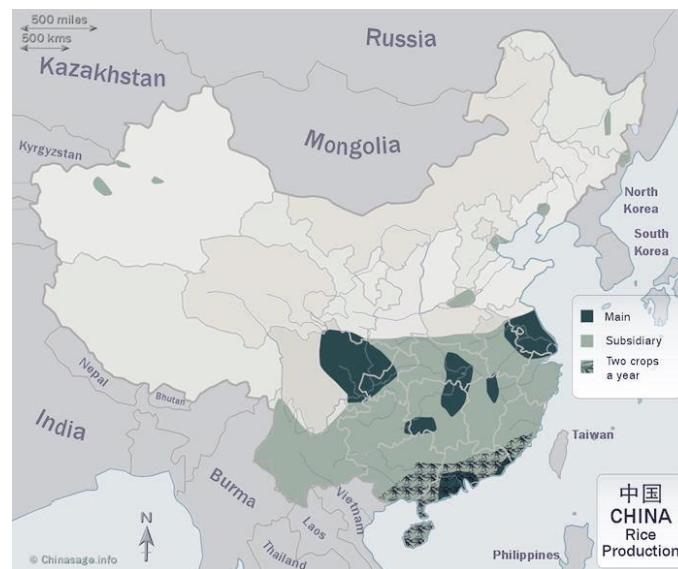 500 miles
500 kms
Russia
Kazakhstan
Mongolia
Kyrgyzstan
North
Korea
South
Korea
Main
Subsidiary
Two crops
a year
Nepal
Bhutan
India
Taiwan
Burma
Vietnam
Laos
Thailand
N
Philippines
中国
CHINA
Rice
Production
© Chinasage.info